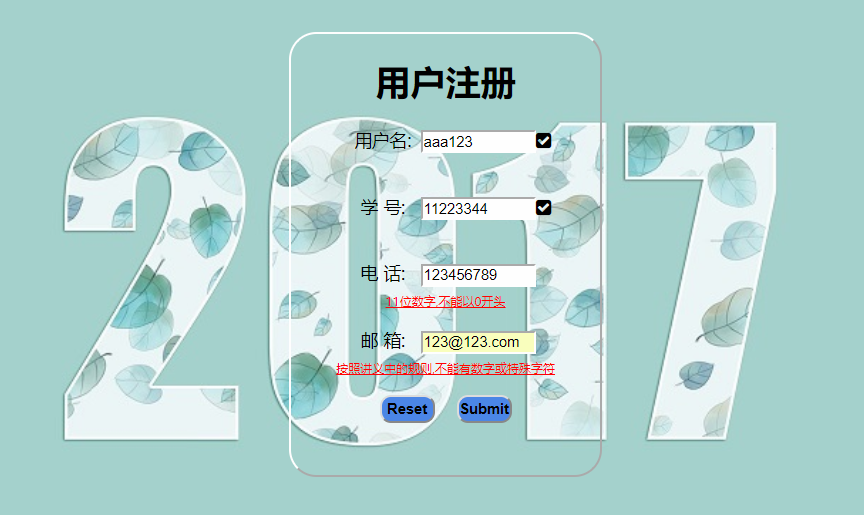 2017
用户注册
用户名: aaa123
学 号: 11223344
电 话: 123456789
11位数字,不能以0开头
邮 箱: 123@123.com
按照讲义中的规则,不能有数字或特殊字符
Reset Submit